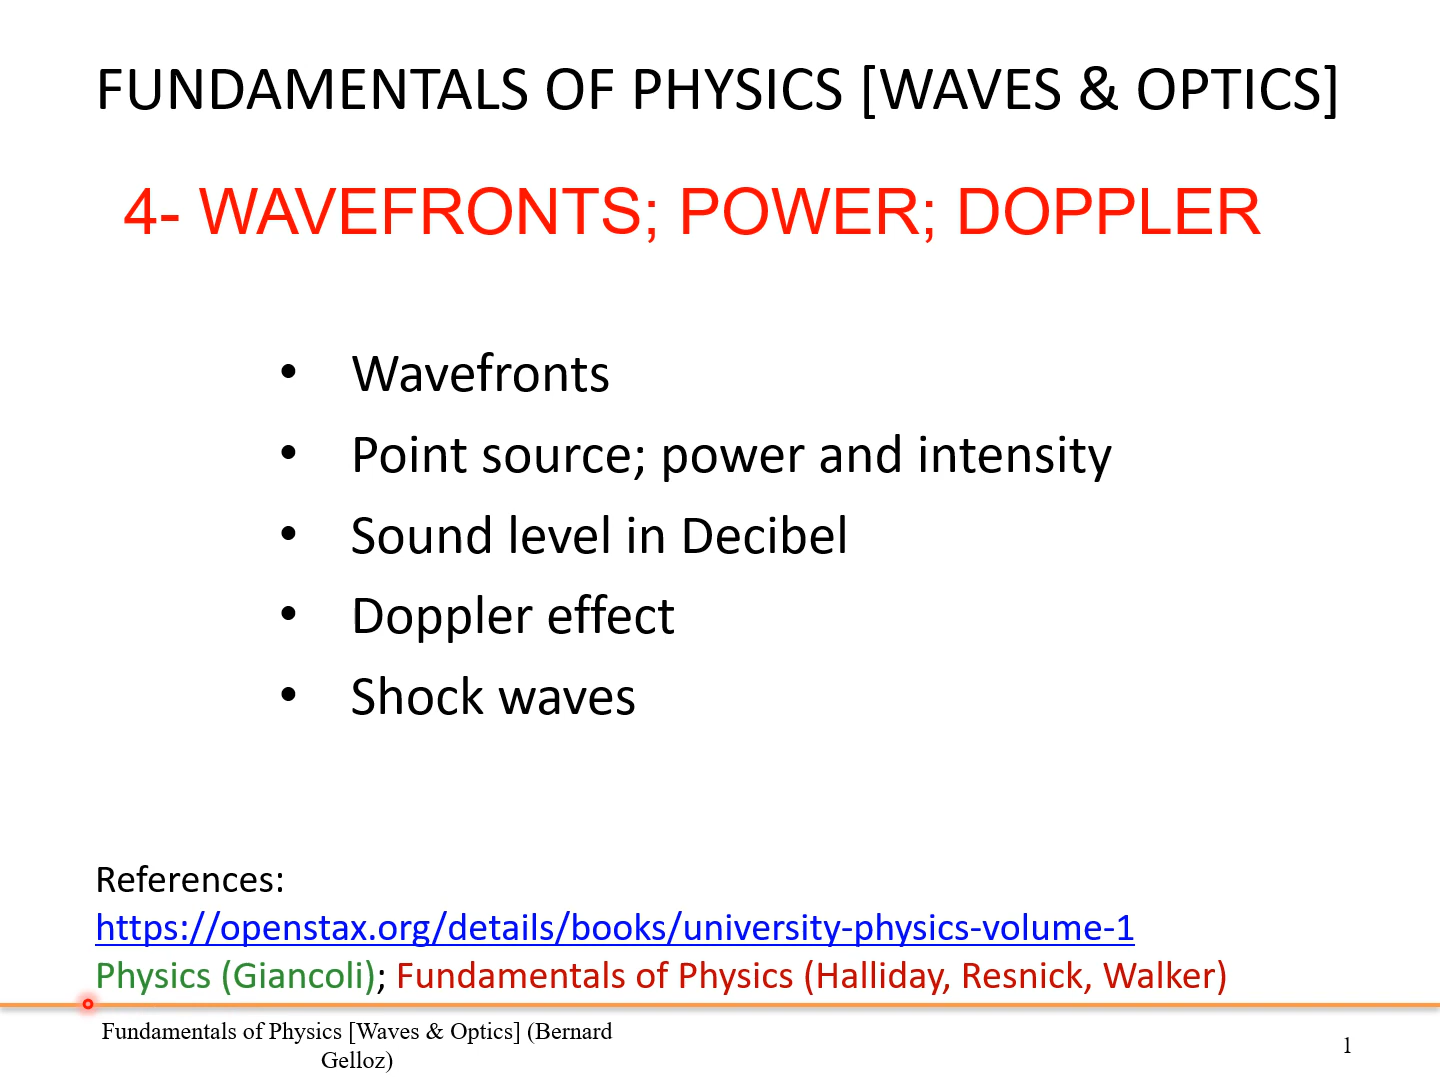 FUNDAMENTALS OF PHYSICS [WAVES & OPTICS]
4- WAVEFRONTS; POWER; DOPPLER
• Wavefronts
• Point source; power and intensity
• Sound level in Decibel
• Doppler effect
• Shock waves
References:
https://openstax.org/details/books/university-physics-volume-1
Physics (Giancoli); Fundamentals of Physics (Halliday, Resnick, Walker)
Fundamentals of Physics [Waves & Optics] (Bernard
Gelloz)
1